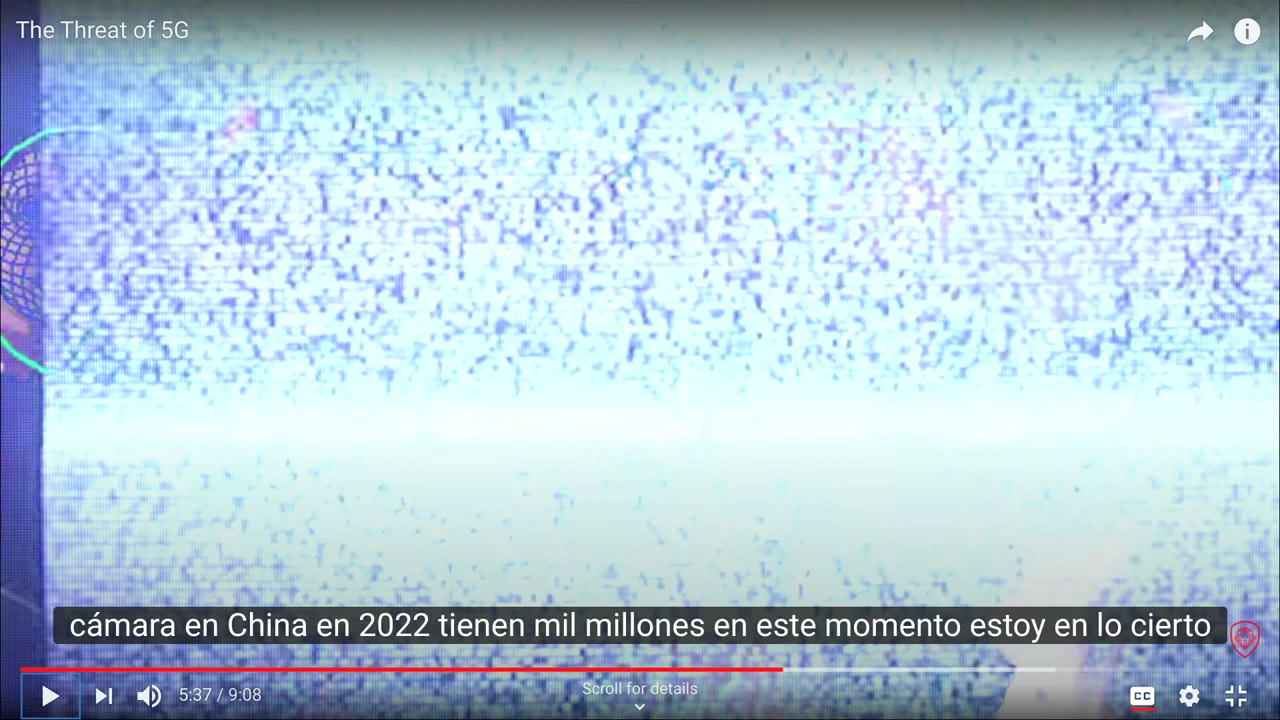 The Threat of 5G
cámara en China en 2022 tienen mil millones en este momento estoy en lo cierto
5:37 / 9:08
Scroll for details
CC